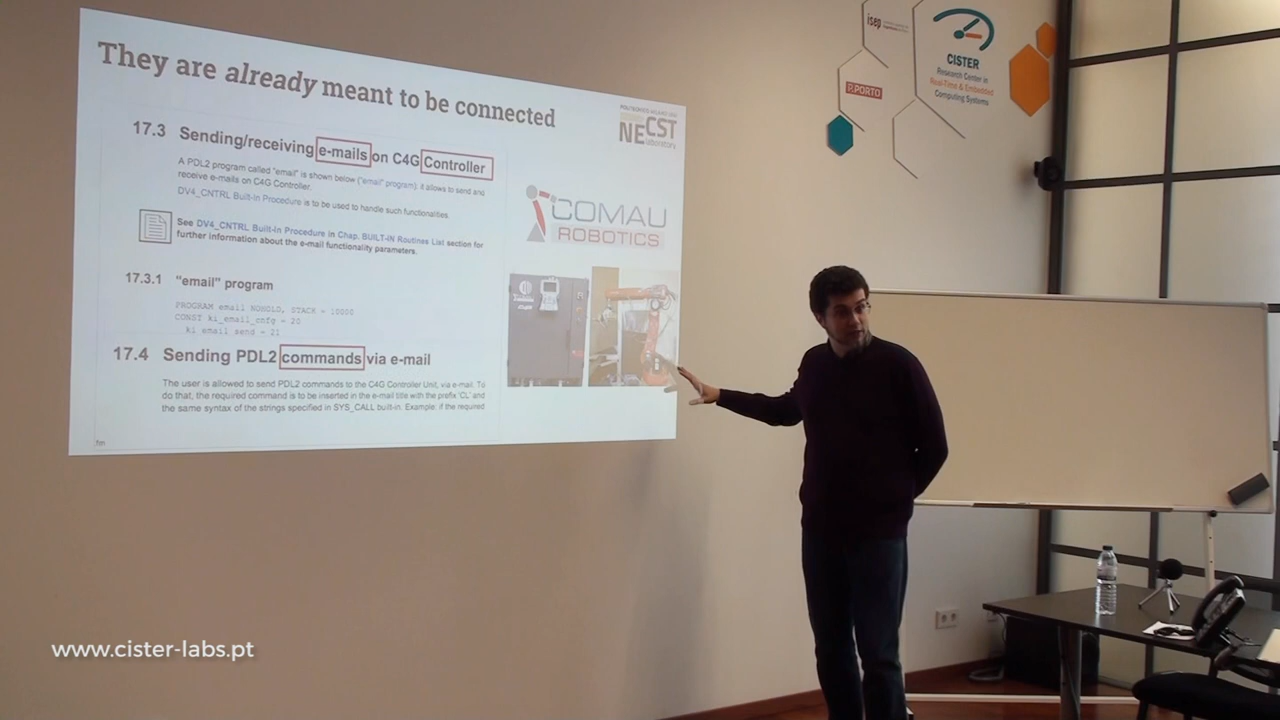 They are already meant to be connected
17.3 Sending/receiving e-mails on C4G Controller
A PDL2 program called "email" is shown below ("email" program): it allows to send and
receive e-mails on C4G Controller.
DV4_CNTRL Built-In Procedure is to be used to handle such functionalities.
See DV4_CNTRL Built-In Procedure in Chap. BUILT-IN Routines List section for
further information about the e-mail functionality parameters.
17.3.1 "email" program
PROGRAM email NOHOLD, STACK = 10000
CONST ki_email_cnfg = 20
ki_email_send = 21
17.4 Sending PDL2 commands via e-mail
The user is allowed to send PDL2 commands to the C4G Controller Unit, via e-mail. To
do that, the required command is to be inserted in the e-mail title with the prefix 'CL' and
the same syntax of the strings specified in SYS_CALL built-in. Example: if the required
NECST
laboratory
COMAU
ROBOTICS
isep
P.PORTO
CISTER
Research Center in
Real-Time & Embedded
Computing Systems
www.cister-labs.pt